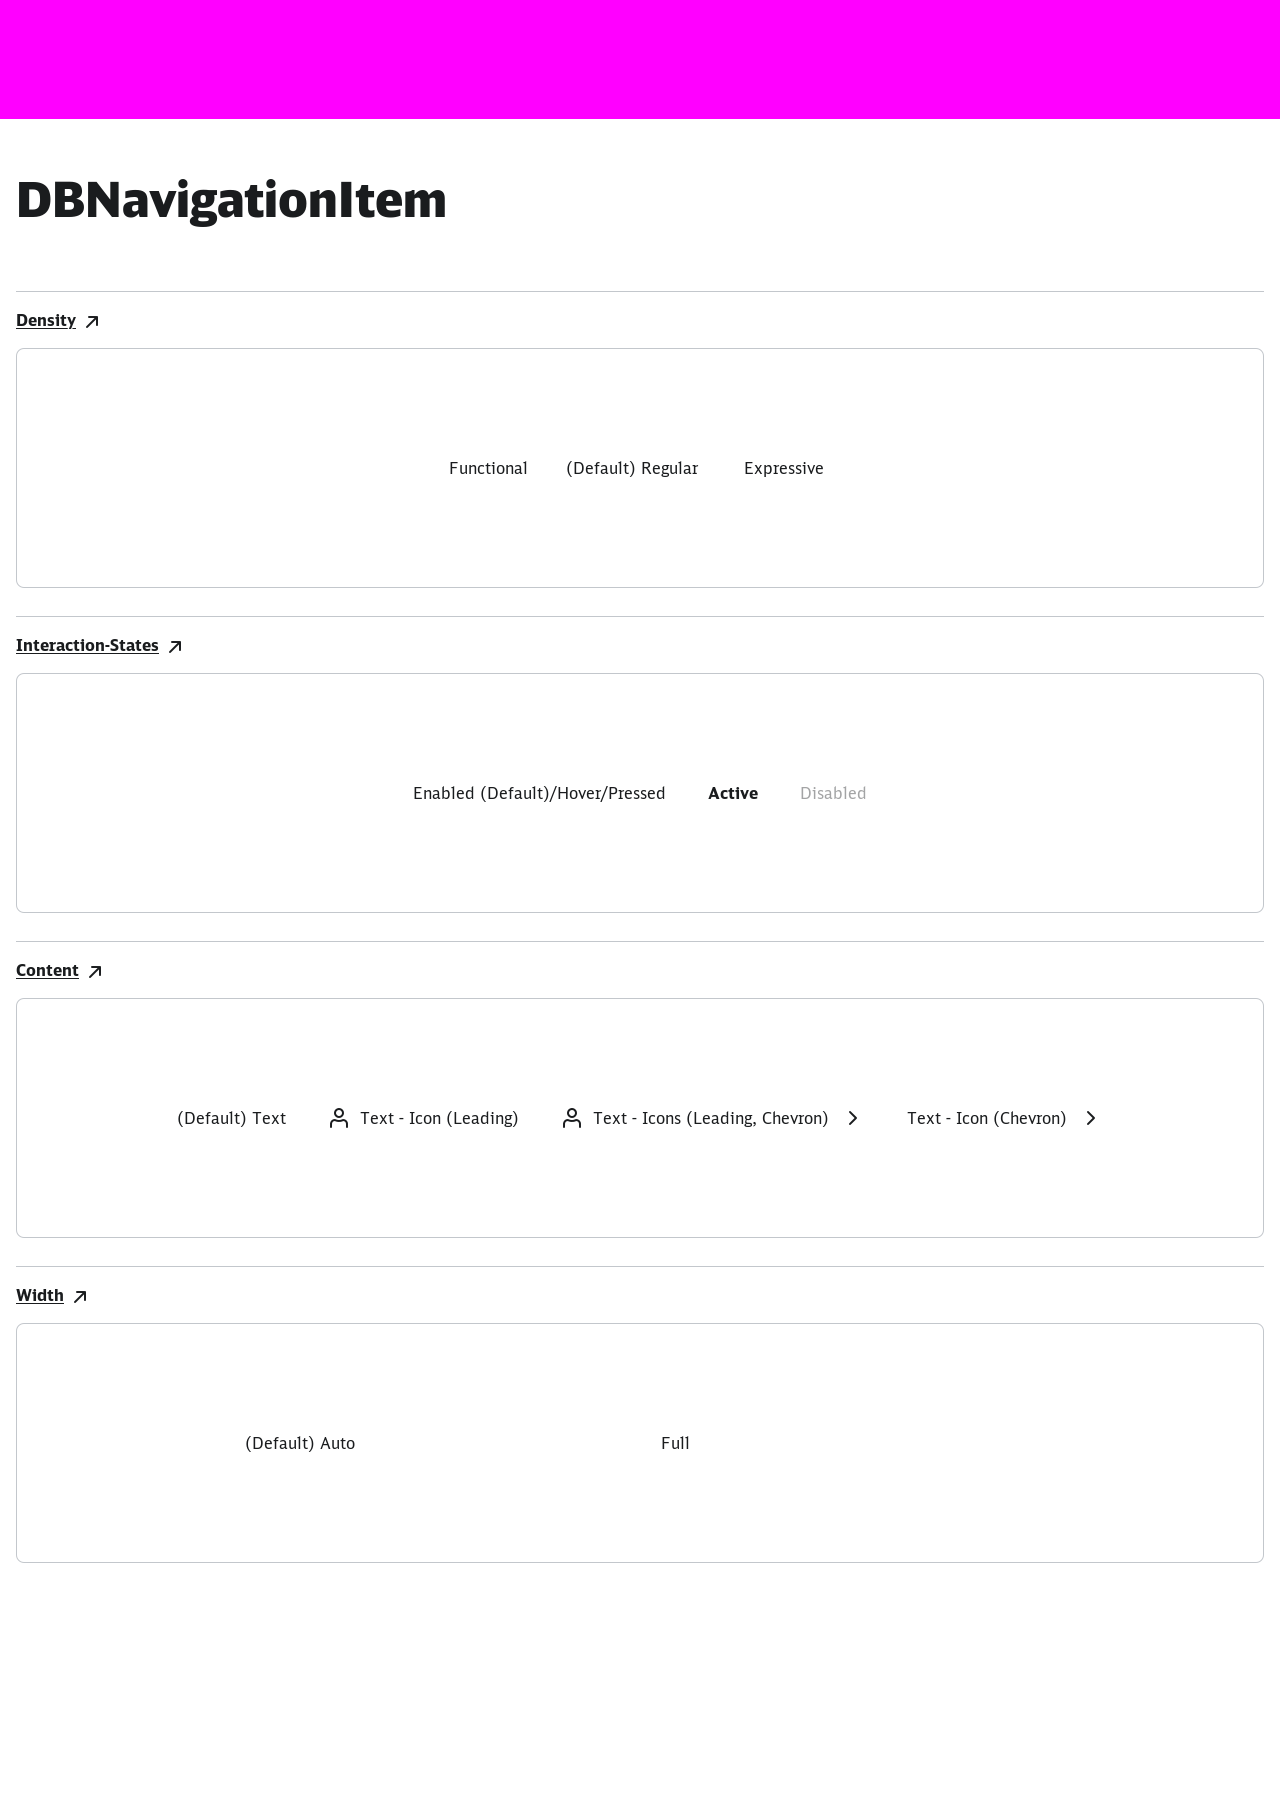 DBNavigationItem
Density
Functional (Default) Regular Expressive
Interaction-States
Enabled (Default)/Hover/Pressed Active Disabled
Content
(Default) Text Text - Icon (Leading) Text - Icons (Leading, Chevron) Text - Icon (Chevron)
Width
(Default) Auto Full